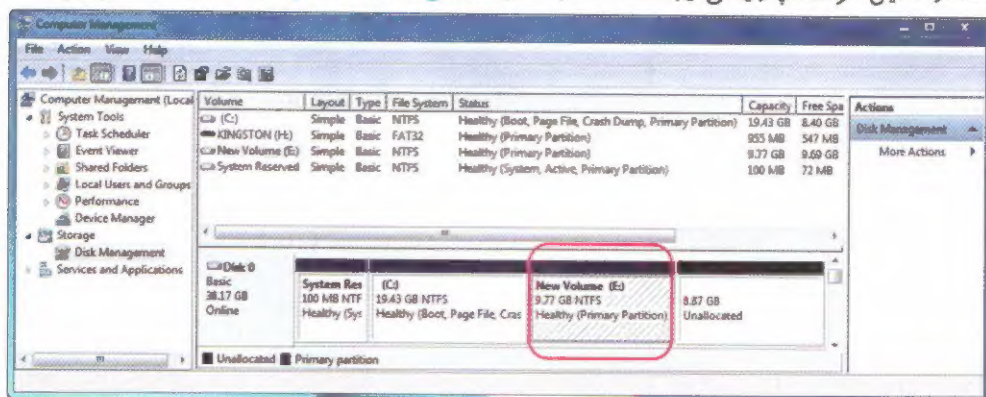 Computer Management
File Action View Help
Computer Management (Local
System Tools
Task Scheduler
Event Viewer
Shared Folders
Local Users and Groups
Performance
Device Manager
Storage
Disk Management
Services and Applications
Volume Layout Type File System Status Capacity Free Spa
(C:) Simple Basic NTFS Healthy (Boot, Page File, Crash Dump, Primary Partition) 19.43 GB 8.40 GB
KINGSTON (H:) Simple Basic FAT32 Healthy (Primary Partition) 955 MB 547 MB
New Volume (E:) Simple Basic NTFS Healthy (Primary Partition) 9.77 GB 9.69 GB
System Reserved Simple Basic NTFS Healthy (System, Active, Primary Partition) 100 MB 72 MB
Disk 0
Basic
38.17 GB
Online
System Res
100 MB NTF
Healthy (Sys
(C:)
19.43 GB NTFS
Healthy (Boot, Page File, Cras
New Volume (E:)
9.77 GB NTFS
Healthy (Primary Partition)
8.87 GB
Unallocated
Unallocated Primary partition
Actions
Disk Management
More Actions